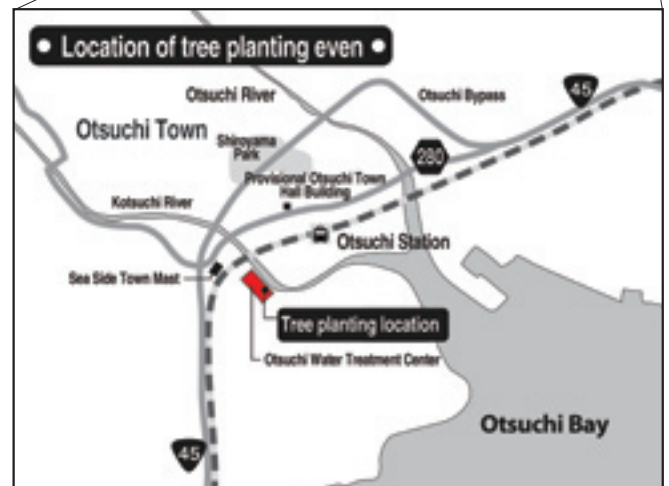 Location of tree planting even
45
Otsuchi River
Otsuchi Bypass
Otsuchi Town
Shiroyama
Park
280
Provisional Otsuchi Town
Hall Building
Kotsuchi River
Otsuchi Station
Sea Side Town Mast
Tree planting location
Otsuchi Water Treatment Center
Otsuchi Bay
45